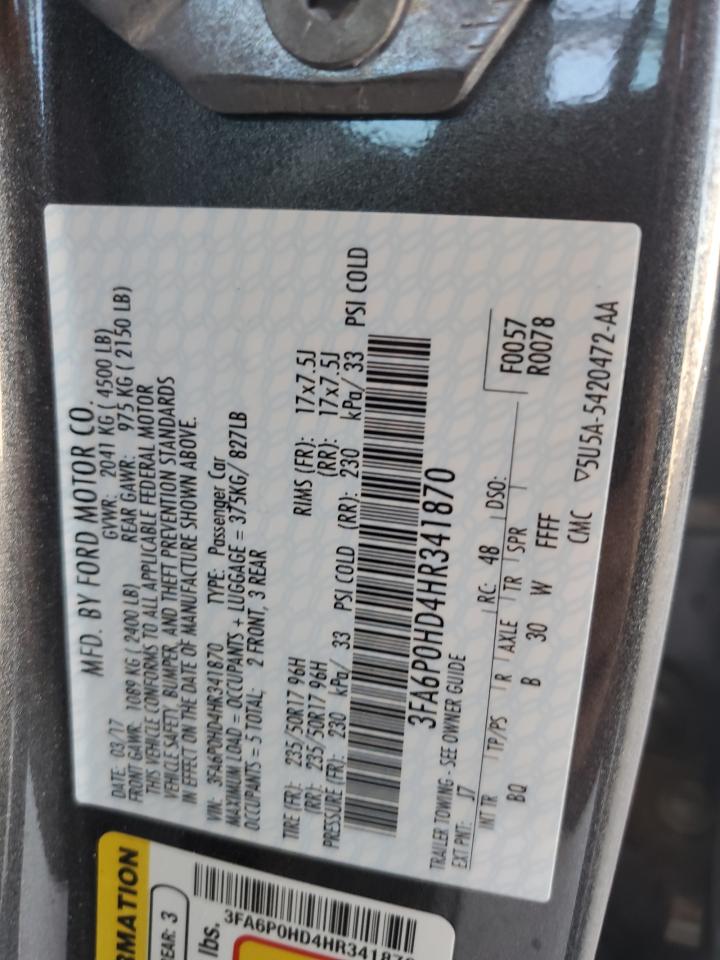 MFD. BY FORD MOTOR CO.
DATE: 03/17 GVWR: 2041 KG ( 4500 LB)
FRONT GAWR: 1089 KG ( 2400 LB) REAR GAWR: 975 KG ( 2150 LB)
THIS VEHICLE CONFORMS TO ALL APPLICABLE FEDERAL MOTOR
VEHICLE SAFETY, BUMPER, AND THEFT PREVENTION STANDARDS
IN EFFECT ON THE DATE OF MANUFACTURE SHOWN ABOVE.
VIN: 3FA6P0HD4HR341870 TYPE: Passenger Car
MAXIMUM LOAD = OCCUPANTS + LUGGAGE = 375KG/ 827LB
OCCUPANTS = 5 TOTAL; 2 FRONT, 3 REAR
TIRE (FR): 235/50R17 96H RIMS (FR): 17x7.5J
(RR): 235/50R17 96H (RR): 17x7.5J
PRESSURE (FR): 230 kPa/ 33 PSI COLD (RR): 230 kPa/ 33 PSI COLD
3FA6P0HD4HR341870
TRAILER TOWING - SEE OWNER GUIDE
EXT PNT: J7 RC: 48 DSO: F0057
R0078
INT TR TP/PS R AXLE TR SPR
BQ B 30 W FFFF
CMC ▽5U5A-5420472-AA
RMATION
EAR: 3
lbs.
3FA6P0HD4HR341870